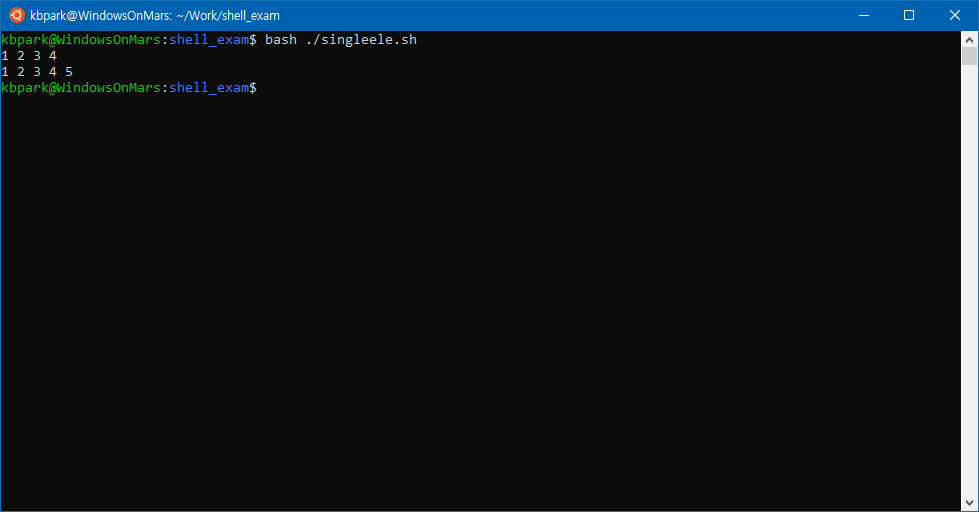 kbpark@WindowsOnMars: ~/Work/shell_exam
kbpark@WindowsOnMars:shell_exam$ bash ./singleele.sh
1 2 3 4
1 2 3 4 5
kbpark@WindowsOnMars:shell_exam$